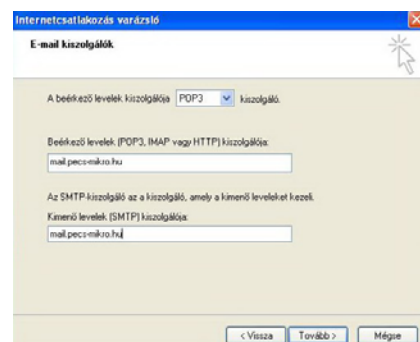 Internetcsatlakozás varázsló
E-mail kiszolgálók
A beérkező levelek kiszolgálója POP3 kiszolgáló.
Beérkező levelek (POP3, IMAP vagy HTTP) kiszolgálója:
mail.pecs-mikro.hu
Az SMTP-kiszolgáló az a kiszolgáló, amely a kimenő leveleket kezeli.
Kimenő levelek (SMTP) kiszolgálója:
mail.pecs-mikro.hu
< Vissza Tovább > Mégse